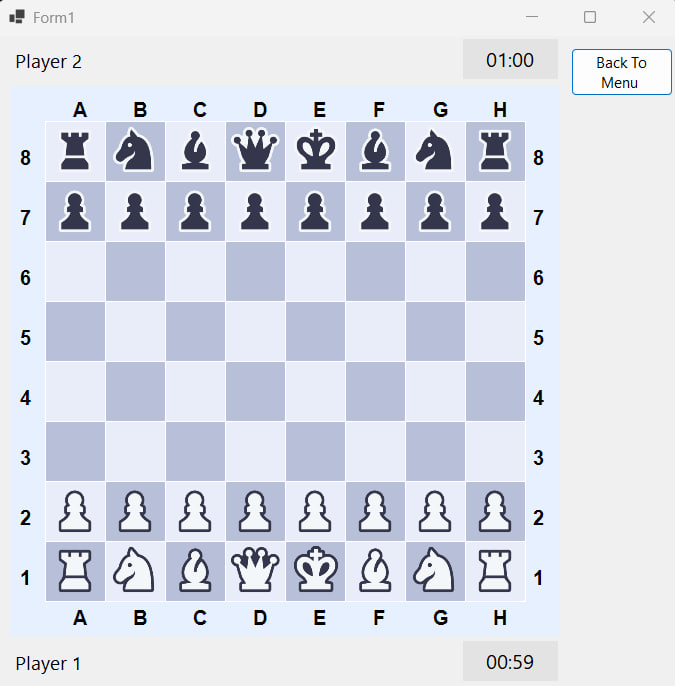 Form1
Player 2
01:00
Back To
Menu
A B C D E F G H
8 8
7 7
6 6
5 5
4 4
3 3
2 2
1 1
A B C D E F G H
Player 1
00:59